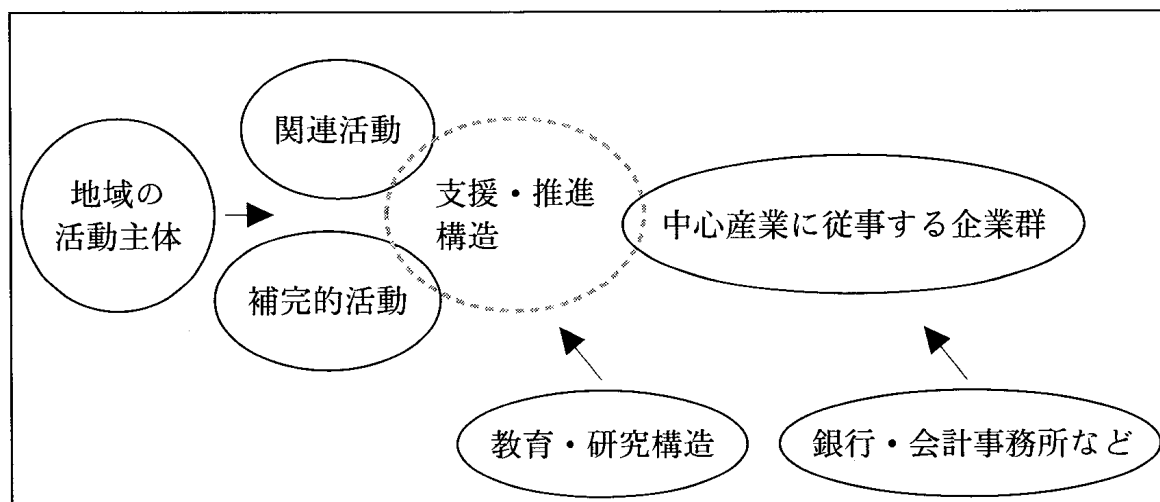 関連活動
地域の
活動主体
支援・推進
構造
中心産業に従事する企業群
補完的活動
教育・研究構造
銀行・会計事務所など